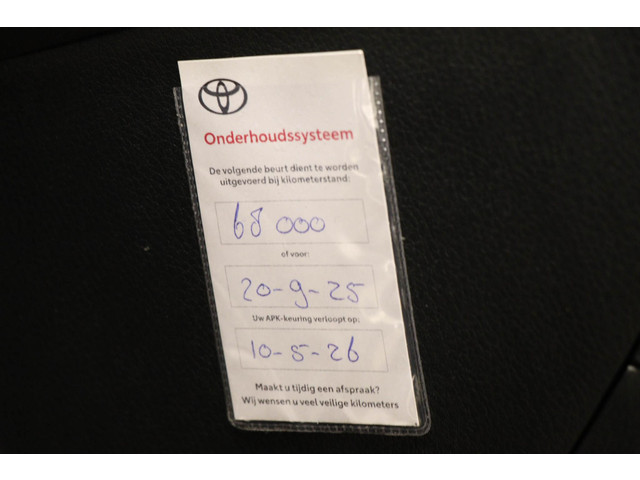 Onderhoudssysteem
De volgende beurt dient te worden
uitgevoerd bij kilometerstand:
68 000
of voor:
20-9-25
Uw APK-keuring verloopt op:
10-5-26
Maakt u tijdig een afspraak?
Wij wensen u veel veilige kilometers